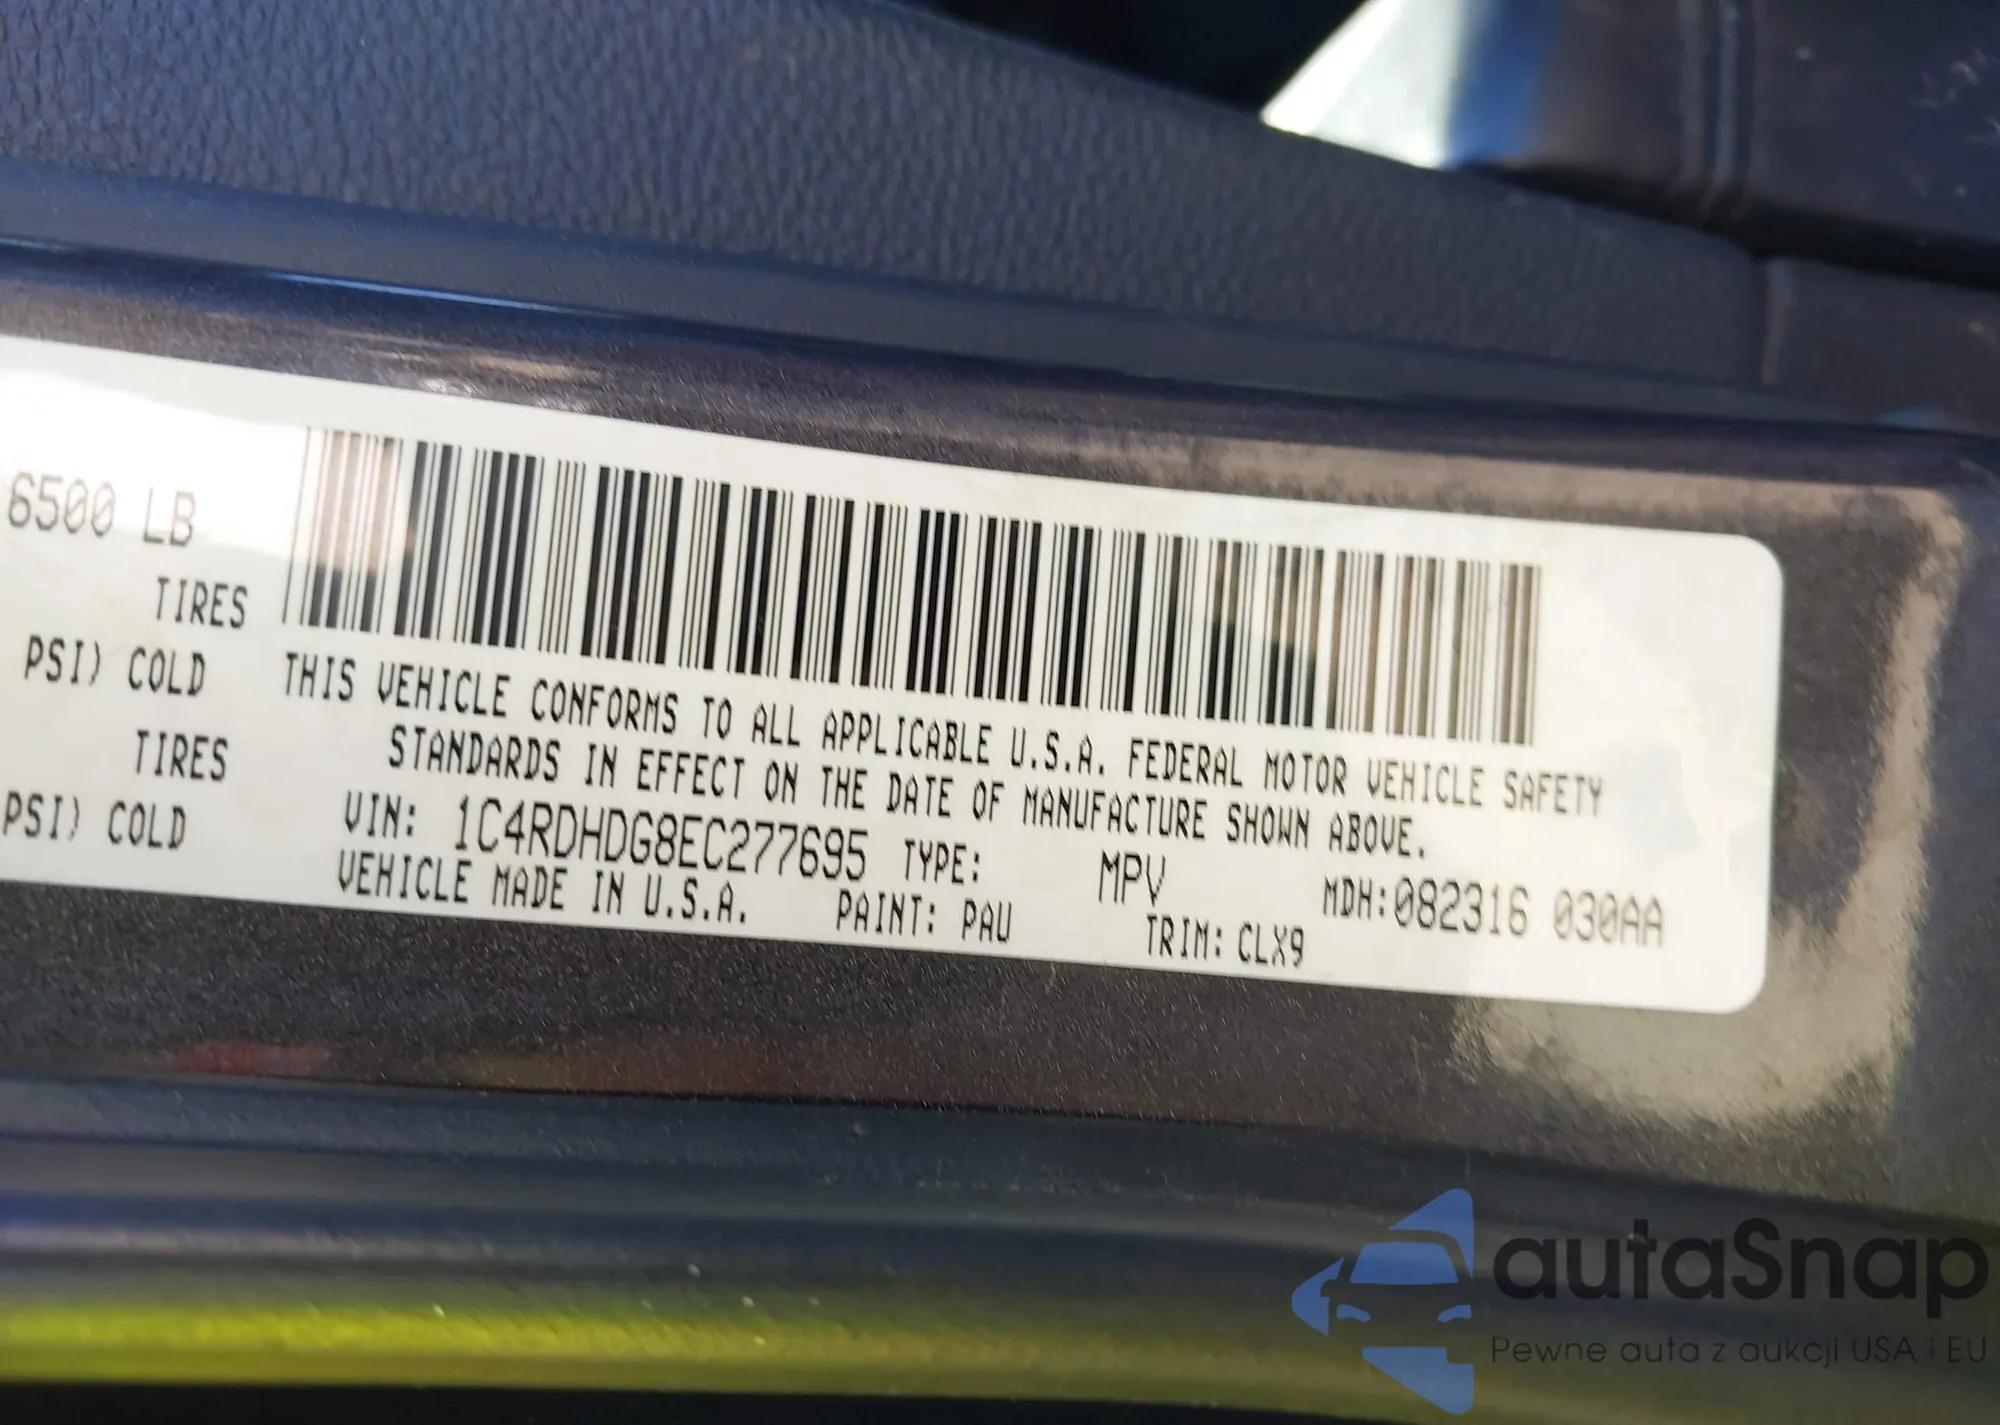 6500 LB
TIRES
PSI) COLD
TIRES
PSI) COLD
THIS VEHICLE CONFORMS TO ALL APPLICABLE U.S.A. FEDERAL MOTOR VEHICLE SAFETY
STANDARDS IN EFFECT ON THE DATE OF MANUFACTURE SHOWN ABOVE.
VIN: 1C4RDHDG8EC277695 TYPE: MPV MDH:082316 030AA
VEHICLE MADE IN U.S.A. PAINT: PAU TRIM: CLX9
autaSnap
Pewne auta z aukcji USA i EU